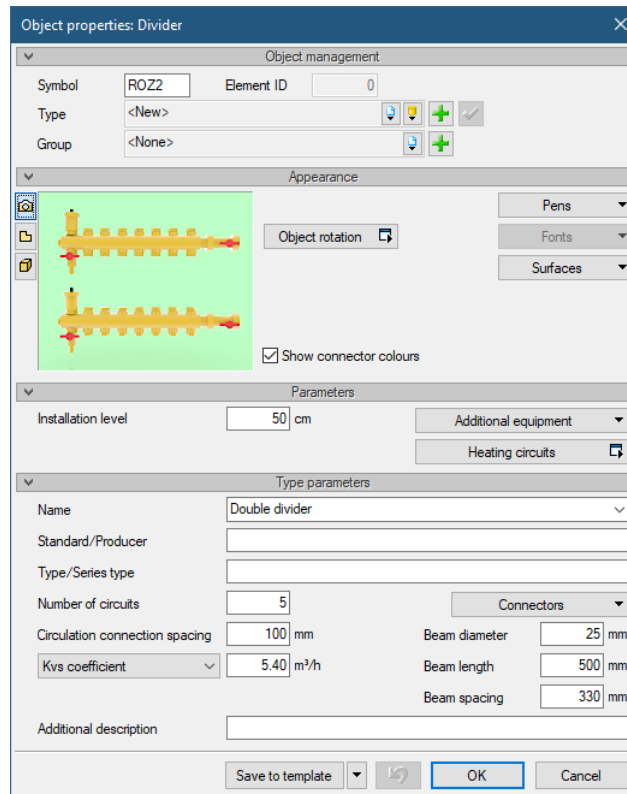 Object properties: Divider
Object management
Symbol ROZ2 Element ID 0
Type <New>
Group <None>
Appearance
Pens
Object rotation Fonts
Surfaces
Show connector colours
Parameters
Installation level 50 cm Additional equipment
Heating circuits
Type parameters
Name Double divider
Standard/Producer
Type/Series type
Number of circuits 5 Connectors
Circulation connection spacing 100 mm Beam diameter 25 mm
Kvs coefficient 5.40 m³/h Beam length 500 mm
Beam spacing 330 mm
Additional description
Save to template OK Cancel